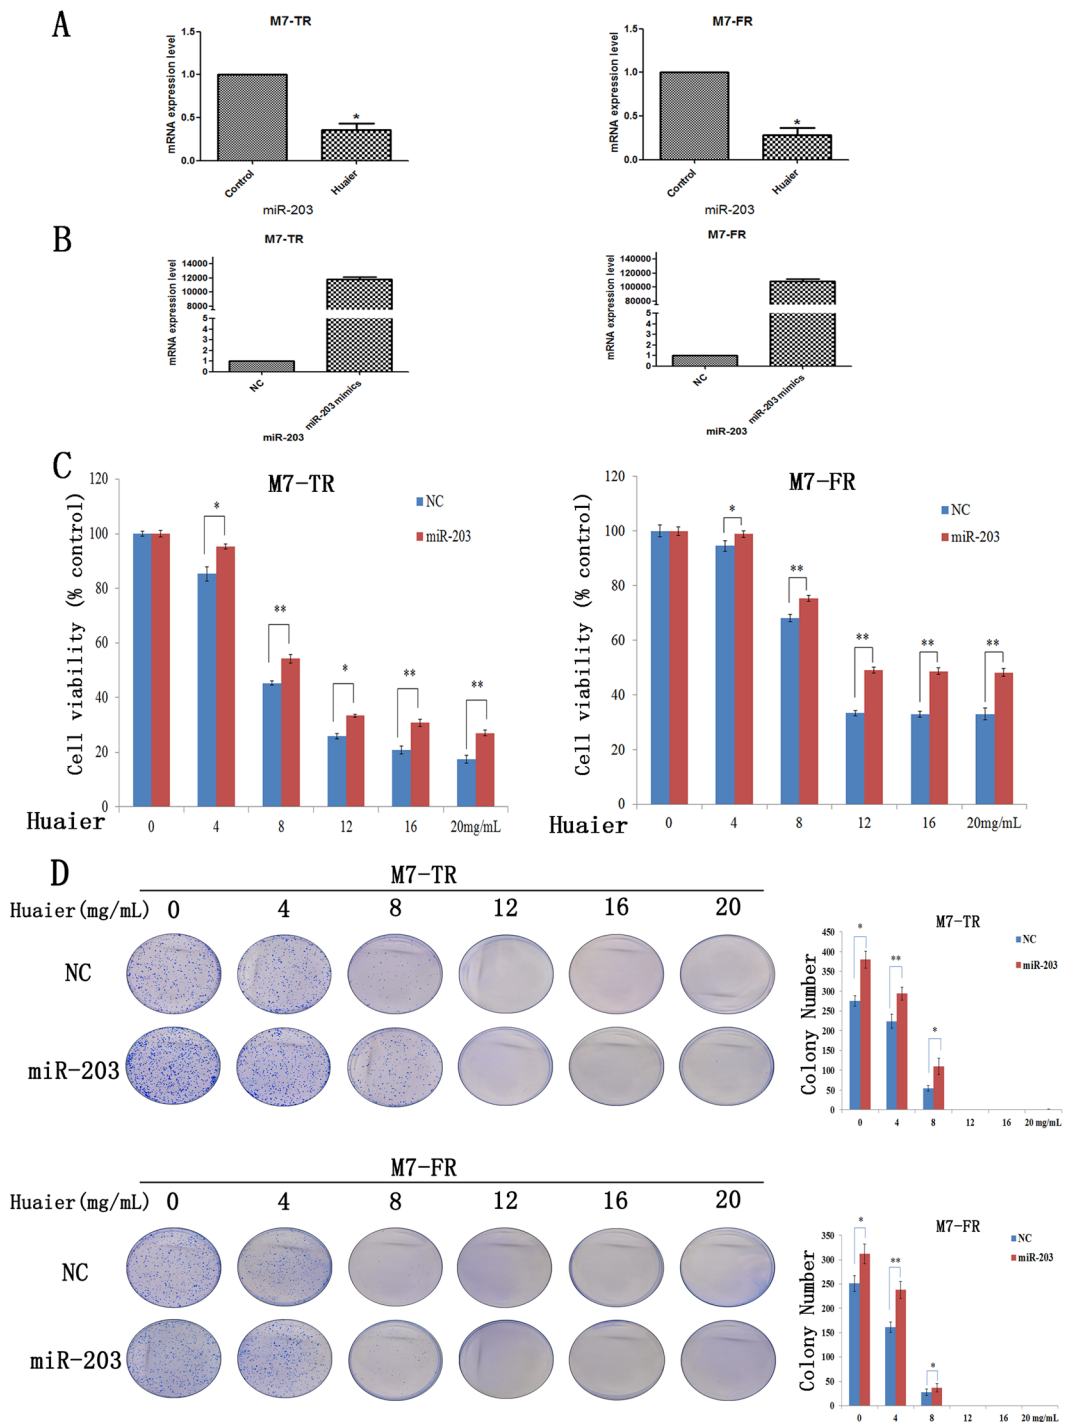 A
M7-TR
mRNA expression level
1.5
1.0
0.5
0.0
*
Control
Huaier
miR-203
M7-FR
mRNA expression level
1.5
1.0
0.5
0.0
*
Control
Huaier
miR-203
B
M7-TR
mRNA expression level
14000
12000
10000
8000
5
4
3
2
1
0
NC
miR-203 mimics
miR-203
M7-FR
mRNA expression level
140000
120000
100000
80000
5
4
3
2
1
0
NC
miR-203 mimics
miR-203
C
M7-TR
Cell viability (% control)
120
100
80
60
40
20
0
NC
miR-203
*
**
*
**
**
Huaier
0 4 8 12 16 20mg/mL
M7-FR
Cell viability (% control)
120
100
80
60
40
20
0
NC
miR-203
*
**
**
**
**
Huaier
0 4 8 12 16 20mg/mL
D
M7-TR
Huaier(mg/mL) 0 4 8 12 16 20
NC
miR-203
M7-TR
Colony Number
450
400
350
300
250
200
150
100
50
0
NC
miR-203
*
**
*
0 4 8 12 16 20 mg/mL
M7-FR
Huaier(mg/mL) 0 4 8 12 16 20
NC
miR-203
M7-FR
Colony Number
350
300
250
200
150
100
50
0
NC
miR-203
*
**
*
0 4 8 12 16 20 mg/mL